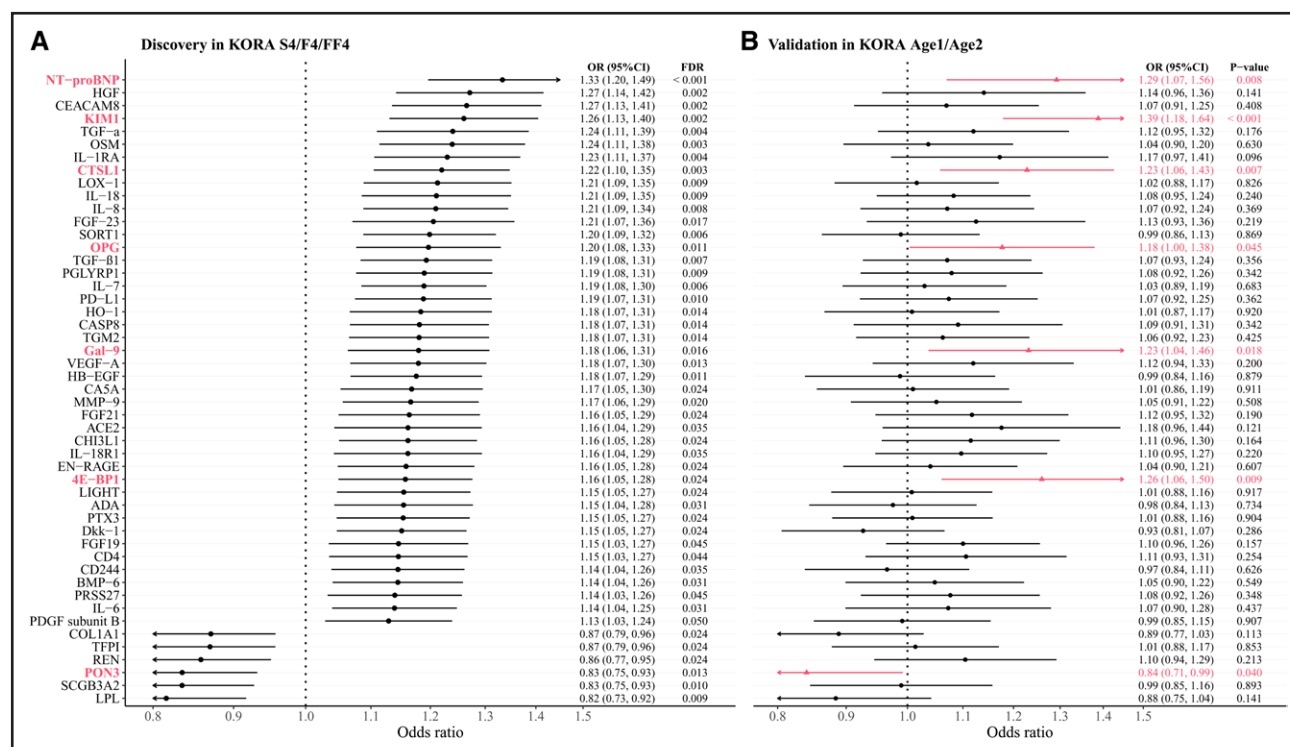 A Discovery in KORA S4/F4/FF4 B Validation in KORA Age1/Age2
OR (95%CI) FDR OR (95%CI) P−value
NT−proBNP 1.33 (1.20, 1.49) < 0.001 1.29 (1.07, 1.56) 0.008
HGF 1.27 (1.14, 1.42) 0.002 1.14 (0.96, 1.36) 0.141
CEACAM8 1.27 (1.13, 1.41) 0.002 1.07 (0.91, 1.25) 0.408
KIM1 1.26 (1.13, 1.40) 0.002 1.39 (1.18, 1.64) < 0.001
TGF−a 1.24 (1.11, 1.39) 0.004 1.12 (0.95, 1.32) 0.176
OSM 1.24 (1.11, 1.38) 0.003 1.04 (0.90, 1.20) 0.630
IL−1RA 1.23 (1.11, 1.37) 0.004 1.17 (0.97, 1.41) 0.096
CTSL1 1.22 (1.10, 1.35) 0.003 1.23 (1.06, 1.43) 0.007
LOX−1 1.21 (1.09, 1.35) 0.009 1.02 (0.88, 1.17) 0.826
IL−18 1.21 (1.09, 1.35) 0.009 1.08 (0.95, 1.24) 0.240
IL−8 1.21 (1.09, 1.34) 0.008 1.07 (0.92, 1.24) 0.369
FGF−23 1.21 (1.07, 1.36) 0.017 1.13 (0.93, 1.36) 0.219
SORT1 1.20 (1.09, 1.32) 0.006 0.99 (0.86, 1.13) 0.869
OPG 1.20 (1.08, 1.33) 0.011 1.18 (1.00, 1.38) 0.045
TGF−ß1 1.19 (1.08, 1.31) 0.007 1.07 (0.93, 1.24) 0.356
PGLYRP1 1.19 (1.08, 1.31) 0.009 1.08 (0.92, 1.26) 0.342
IL−7 1.19 (1.08, 1.30) 0.006 1.03 (0.89, 1.19) 0.683
PD−L1 1.19 (1.07, 1.31) 0.010 1.07 (0.92, 1.25) 0.362
HO−1 1.18 (1.07, 1.31) 0.014 1.01 (0.87, 1.17) 0.920
CASP8 1.18 (1.07, 1.31) 0.014 1.09 (0.91, 1.31) 0.342
TGM2 1.18 (1.07, 1.31) 0.014 1.06 (0.92, 1.23) 0.425
Gal−9 1.18 (1.06, 1.31) 0.016 1.23 (1.04, 1.46) 0.018
VEGF−A 1.18 (1.07, 1.30) 0.013 1.12 (0.94, 1.33) 0.200
HB−EGF 1.18 (1.07, 1.29) 0.011 0.99 (0.84, 1.16) 0.879
CA5A 1.17 (1.05, 1.30) 0.024 1.01 (0.86, 1.19) 0.911
MMP−9 1.17 (1.06, 1.29) 0.020 1.05 (0.91, 1.22) 0.508
FGF21 1.16 (1.05, 1.29) 0.024 1.12 (0.95, 1.32) 0.190
ACE2 1.16 (1.04, 1.29) 0.035 1.18 (0.96, 1.44) 0.121
CHI3L1 1.16 (1.05, 1.28) 0.024 1.11 (0.96, 1.30) 0.164
IL−18R1 1.16 (1.04, 1.29) 0.035 1.10 (0.95, 1.27) 0.220
EN−RAGE 1.16 (1.05, 1.28) 0.024 1.04 (0.90, 1.21) 0.607
4E−BP1 1.16 (1.05, 1.28) 0.024 1.26 (1.06, 1.50) 0.009
LIGHT 1.15 (1.05, 1.27) 0.024 1.01 (0.88, 1.16) 0.917
ADA 1.15 (1.04, 1.28) 0.031 0.98 (0.84, 1.13) 0.734
PTX3 1.15 (1.05, 1.27) 0.024 1.01 (0.88, 1.16) 0.904
Dkk−1 1.15 (1.05, 1.27) 0.024 0.93 (0.81, 1.07) 0.286
FGF19 1.15 (1.03, 1.27) 0.045 1.10 (0.96, 1.26) 0.157
CD4 1.15 (1.03, 1.27) 0.044 1.11 (0.93, 1.31) 0.254
CD244 1.14 (1.04, 1.26) 0.035 0.97 (0.84, 1.11) 0.626
BMP−6 1.14 (1.04, 1.26) 0.031 1.05 (0.90, 1.22) 0.549
PRSS27 1.14 (1.03, 1.26) 0.045 1.08 (0.92, 1.26) 0.348
IL−6 1.14 (1.04, 1.25) 0.031 1.07 (0.90, 1.28) 0.437
PDGF subunit B 1.13 (1.03, 1.24) 0.050 0.99 (0.85, 1.15) 0.907
COL1A1 0.87 (0.79, 0.96) 0.024 0.89 (0.77, 1.03) 0.113
TFPI 0.87 (0.79, 0.96) 0.024 1.01 (0.88, 1.17) 0.853
REN 0.86 (0.77, 0.95) 0.024 1.10 (0.94, 1.29) 0.213
PON3 0.83 (0.75, 0.93) 0.013 0.84 (0.71, 0.99) 0.040
SCGB3A2 0.83 (0.75, 0.93) 0.010 0.99 (0.85, 1.16) 0.893
LPL 0.82 (0.73, 0.92) 0.009 0.88 (0.75, 1.04) 0.141
0.8 0.9 1.0 1.1 1.2 1.3 1.4 1.5 0.8 0.9 1.0 1.1 1.2 1.3 1.4 1.5
Odds ratio Odds ratio